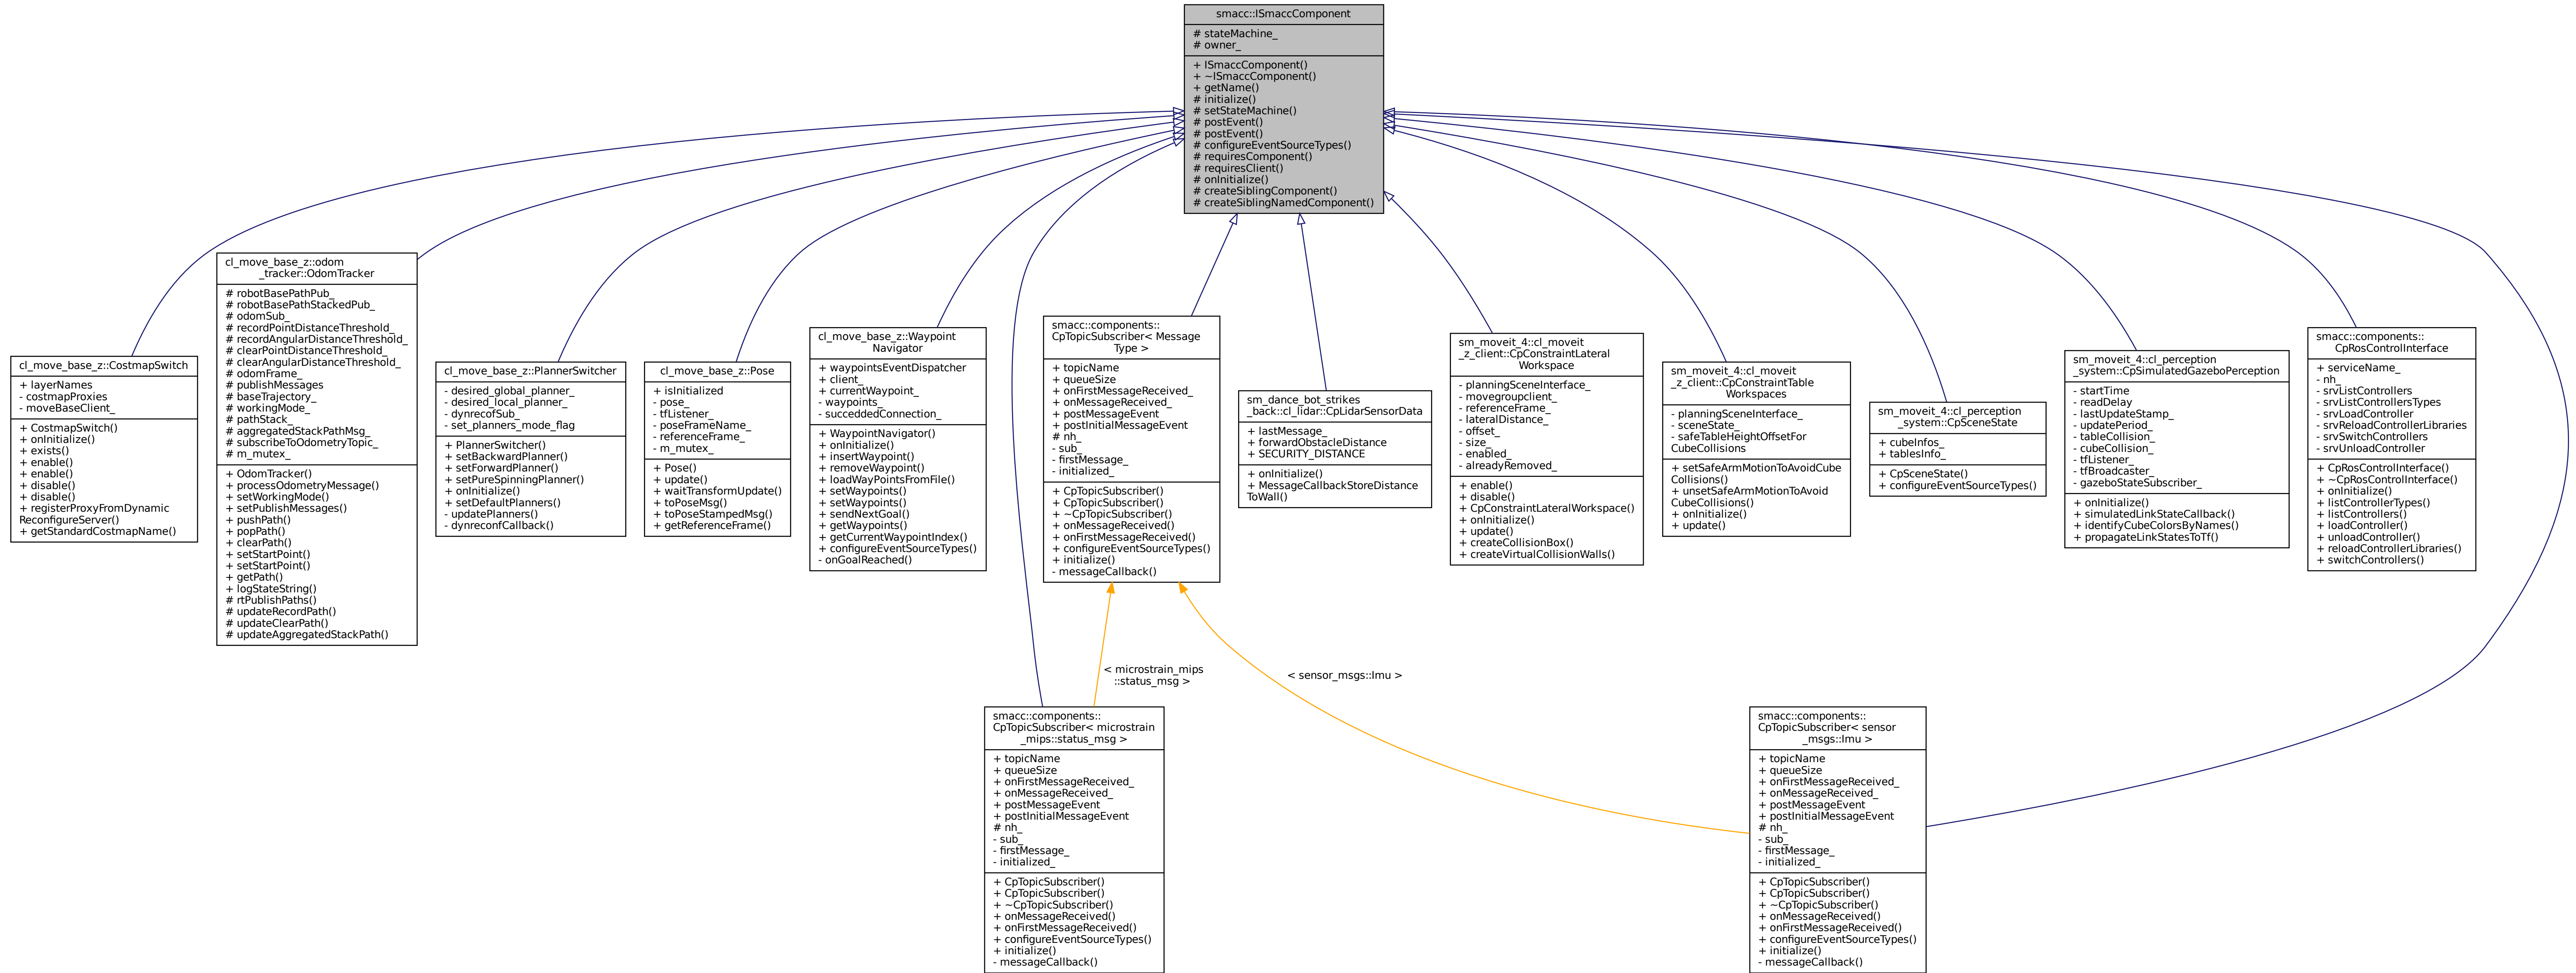 smacc::ISmaccComponent
# stateMachine_
# owner_
+ ISmaccComponent()
+ ~ISmaccComponent()
+ getName()
# initialize()
# setStateMachine()
# postEvent()
# postEvent()
# configureEventSourceTypes()
# requiresComponent()
# requiresClient()
# onInitialize()
# createSiblingComponent()
# createSiblingNamedComponent()
cl_move_base_z::CostmapSwitch
+ layerNames
- costmapProxies
- moveBaseClient_
+ CostmapSwitch()
+ onInitialize()
+ exists()
+ enable()
+ enable()
+ disable()
+ disable()
+ registerProxyFromDynamic
ReconfigureServer()
+ getStandardCostmapName()
cl_move_base_z::odom
_tracker::OdomTracker
# robotBasePathPub_
# robotBasePathStackedPub_
# odomSub_
# recordPointDistanceThreshold_
# recordAngularDistanceThreshold_
# clearPointDistanceThreshold_
# clearAngularDistanceThreshold_
# odomFrame_
# publishMessages
# baseTrajectory_
# workingMode_
# pathStack_
# aggregatedStackPathMsg_
# subscribeToOdometryTopic_
# m_mutex_
+ OdomTracker()
+ processOdometryMessage()
+ setWorkingMode()
+ setPublishMessages()
+ pushPath()
+ popPath()
+ clearPath()
+ setStartPoint()
+ setStartPoint()
+ getPath()
+ logStateString()
# rtPublishPaths()
# updateRecordPath()
# updateClearPath()
# updateAggregatedStackPath()
cl_move_base_z::PlannerSwitcher
- desired_global_planner_
- desired_local_planner_
- dynrecofSub_
- set_planners_mode_flag
+ PlannerSwitcher()
+ setBackwardPlanner()
+ setForwardPlanner()
+ setPureSpinningPlanner()
+ onInitialize()
+ setDefaultPlanners()
- updatePlanners()
- dynreconfCallback()
cl_move_base_z::Pose
+ isInitialized
- pose_
- tfListener_
- poseFrameName_
- referenceFrame_
- m_mutex_
+ Pose()
+ update()
+ waitTransformUpdate()
+ toPoseMsg()
+ toPoseStampedMsg()
+ getReferenceFrame()
cl_move_base_z::Waypoint
Navigator
+ waypointsEventDispatcher
+ client_
+ currentWaypoint_
- waypoints_
- succeddedConnection_
+ WaypointNavigator()
+ onInitialize()
+ insertWaypoint()
+ removeWaypoint()
+ loadWayPointsFromFile()
+ setWaypoints()
+ setWaypoints()
+ sendNextGoal()
+ getWaypoints()
+ getCurrentWaypointIndex()
+ configureEventSourceTypes()
- onGoalReached()
smacc::components::
CpTopicSubscriber< Message
Type >
+ topicName
+ queueSize
+ onFirstMessageReceived_
+ onMessageReceived_
+ postMessageEvent
+ postInitialMessageEvent
# nh_
- sub_
- firstMessage_
- initialized_
+ CpTopicSubscriber()
+ CpTopicSubscriber()
+ ~CpTopicSubscriber()
+ onMessageReceived()
+ onFirstMessageReceived()
+ configureEventSourceTypes()
+ initialize()
- messageCallback()
sm_dance_bot_strikes
_back::cl_lidar::CpLidarSensorData
+ lastMessage_
+ forwardObstacleDistance
+ SECURITY_DISTANCE
+ onInitialize()
+ MessageCallbackStoreDistance
ToWall()
sm_moveit_4::cl_moveit
_z_client::CpConstraintLateral
Workspace
- planningSceneInterface_
- movegroupclient_
- referenceFrame_
- lateralDistance_
- offset_
- size_
- enabled_
- alreadyRemoved_
+ enable()
+ disable()
+ CpConstraintLateralWorkspace()
+ onInitialize()
+ update()
+ createCollisionBox()
+ createVirtualCollisionWalls()
sm_moveit_4::cl_moveit
_z_client::CpConstraintTable
Workspaces
- planningSceneInterface_
- sceneState_
- safeTableHeightOffsetFor
CubeCollisions
+ setSafeArmMotionToAvoidCube
Collisions()
+ unsetSafeArmMotionToAvoid
CubeCollisions()
+ onInitialize()
+ update()
sm_moveit_4::cl_perception
_system::CpSceneState
+ cubeInfos_
+ tablesInfo_
+ CpSceneState()
+ configureEventSourceTypes()
sm_moveit_4::cl_perception
_system::CpSimulatedGazeboPerception
- startTime
- readDelay
- lastUpdateStamp_
- updatePeriod_
- tableCollision_
- cubeCollision_
- tfListener_
- tfBroadcaster_
- gazeboStateSubscriber_
+ onInitialize()
+ simulatedLinkStateCallback()
+ identifyCubeColorsByNames()
+ propagateLinkStatesToTf()
smacc::components::
CpRosControlInterface
+ serviceName_
- nh_
- srvListControllers
- srvListControllersTypes
- srvLoadController
- srvReloadControllerLibraries
- srvSwitchControllers
- srvUnloadController
+ CpRosControlInterface()
+ ~CpRosControlInterface()
+ onInitialize()
+ listControllerTypes()
+ listControllers()
+ loadController()
+ unloadController()
+ reloadControllerLibraries()
+ switchControllers()
< microstrain_mips
::status_msg >
< sensor_msgs::Imu >
smacc::components::
CpTopicSubscriber< microstrain
_mips::status_msg >
+ topicName
+ queueSize
+ onFirstMessageReceived_
+ onMessageReceived_
+ postMessageEvent
+ postInitialMessageEvent
# nh_
- sub_
- firstMessage_
- initialized_
+ CpTopicSubscriber()
+ CpTopicSubscriber()
+ ~CpTopicSubscriber()
+ onMessageReceived()
+ onFirstMessageReceived()
+ configureEventSourceTypes()
+ initialize()
- messageCallback()
smacc::components::
CpTopicSubscriber< sensor
_msgs::Imu >
+ topicName
+ queueSize
+ onFirstMessageReceived_
+ onMessageReceived_
+ postMessageEvent
+ postInitialMessageEvent
# nh_
- sub_
- firstMessage_
- initialized_
+ CpTopicSubscriber()
+ CpTopicSubscriber()
+ ~CpTopicSubscriber()
+ onMessageReceived()
+ onFirstMessageReceived()
+ configureEventSourceTypes()
+ initialize()
- messageCallback()